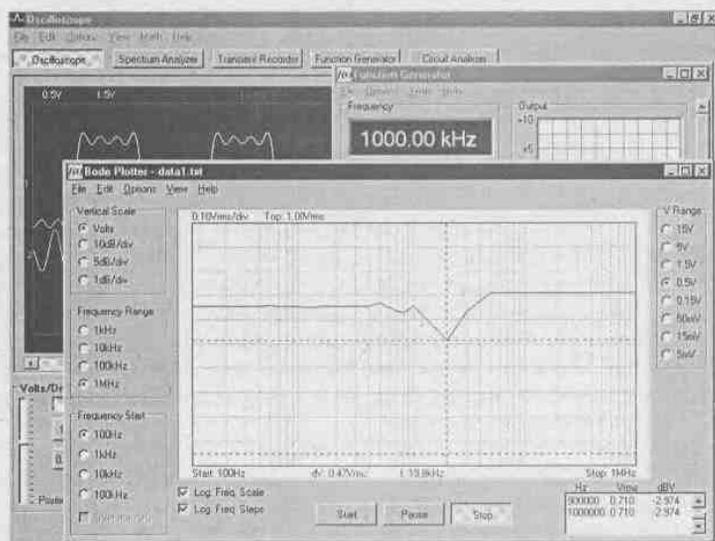 Oscilloscope
File Edit Options View Math Help
Oscilloscope Spectrum Analyzer Transient Recorder Function Generator Circuit Analyzer
0.5V 1.5V
Function Generator
File Options Tools Help
Frequency
1000.00 kHz
Output
+10
+5
Bode Plotter - data1.txt
File Edit Options View Help
Vertical Scale
Volts
10dB/div
5dB/div
1dB/div
Frequency Range
1kHz
10kHz
100kHz
1MHz
Frequency Start
100Hz
1kHz
10kHz
100kHz
0.10Vrms/div Top: 1.00Vrms
Start: 100Hz dV: 0.47Vrms f: 19.9kHz Stop: 1MHz
V Range
15V
5V
1.5V
0.5V
0.15V
50mV
15mV
5mV
Volts/Div
Log. Freq. Scale
Log. Freq. Steps
Start Pause Stop
Hz Vrms dBV
900000 0.710 -2.974
1000000 0.710 -2.974